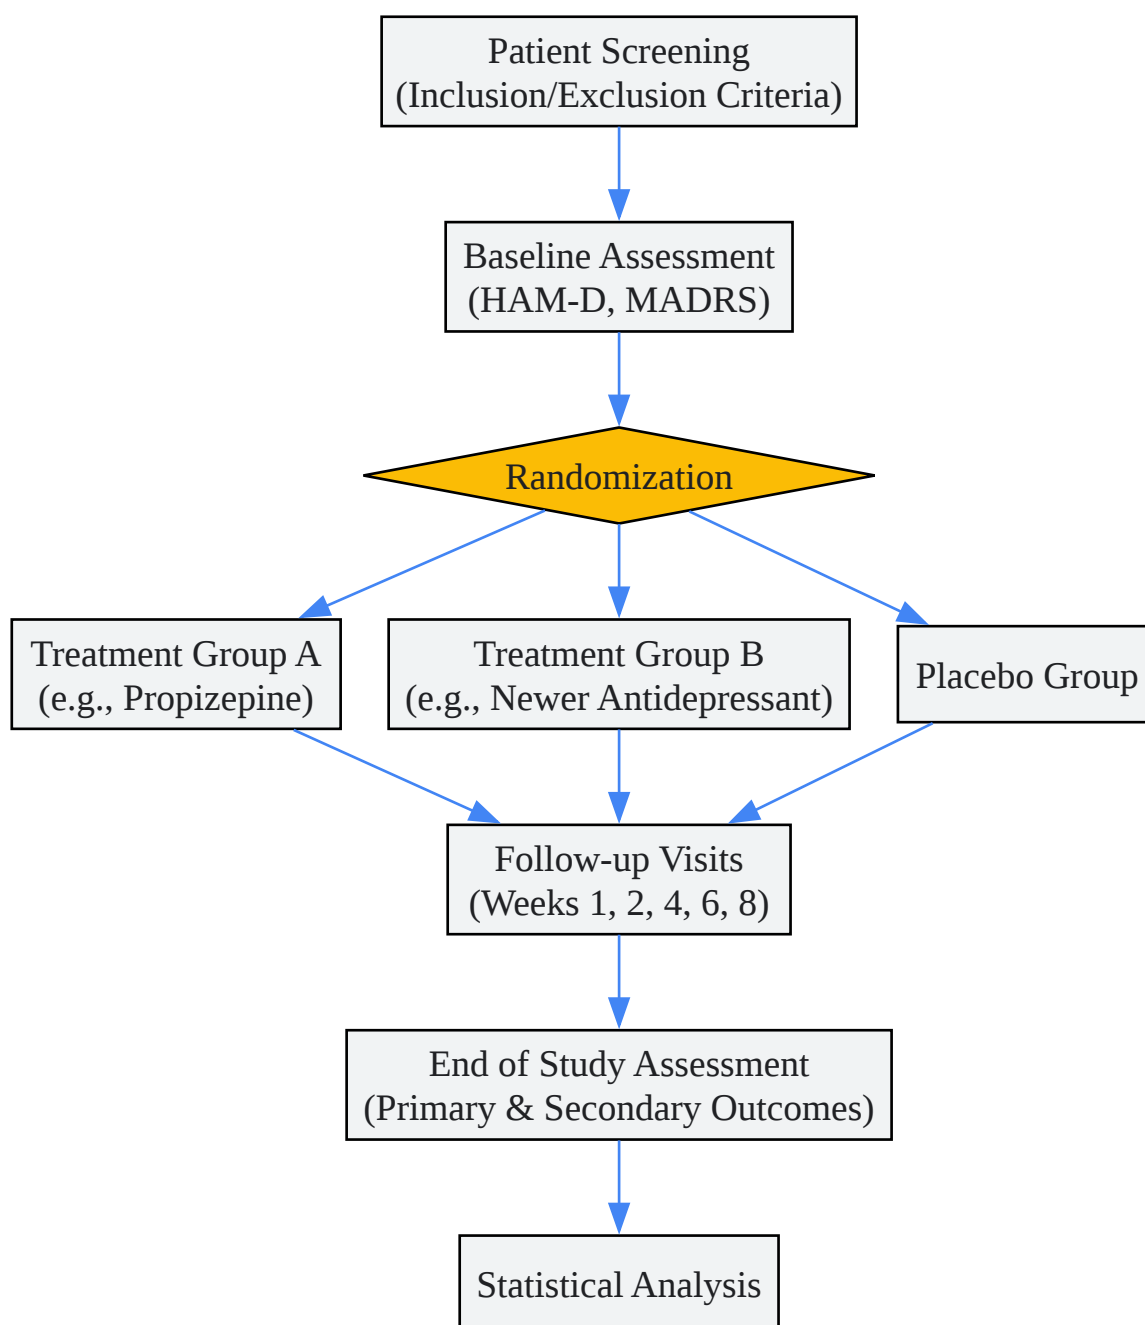 Patient Screening
(Inclusion/Exclusion Criteria)
Baseline Assessment
(HAM-D, MADRS)
Randomization
Treatment Group A
(e.g., Propizepine)
Treatment Group B
(e.g., Newer Antidepressant)
Placebo Group
Follow-up Visits
(Weeks 1, 2, 4, 6, 8)
End of Study Assessment
(Primary & Secondary Outcomes)
Statistical Analysis